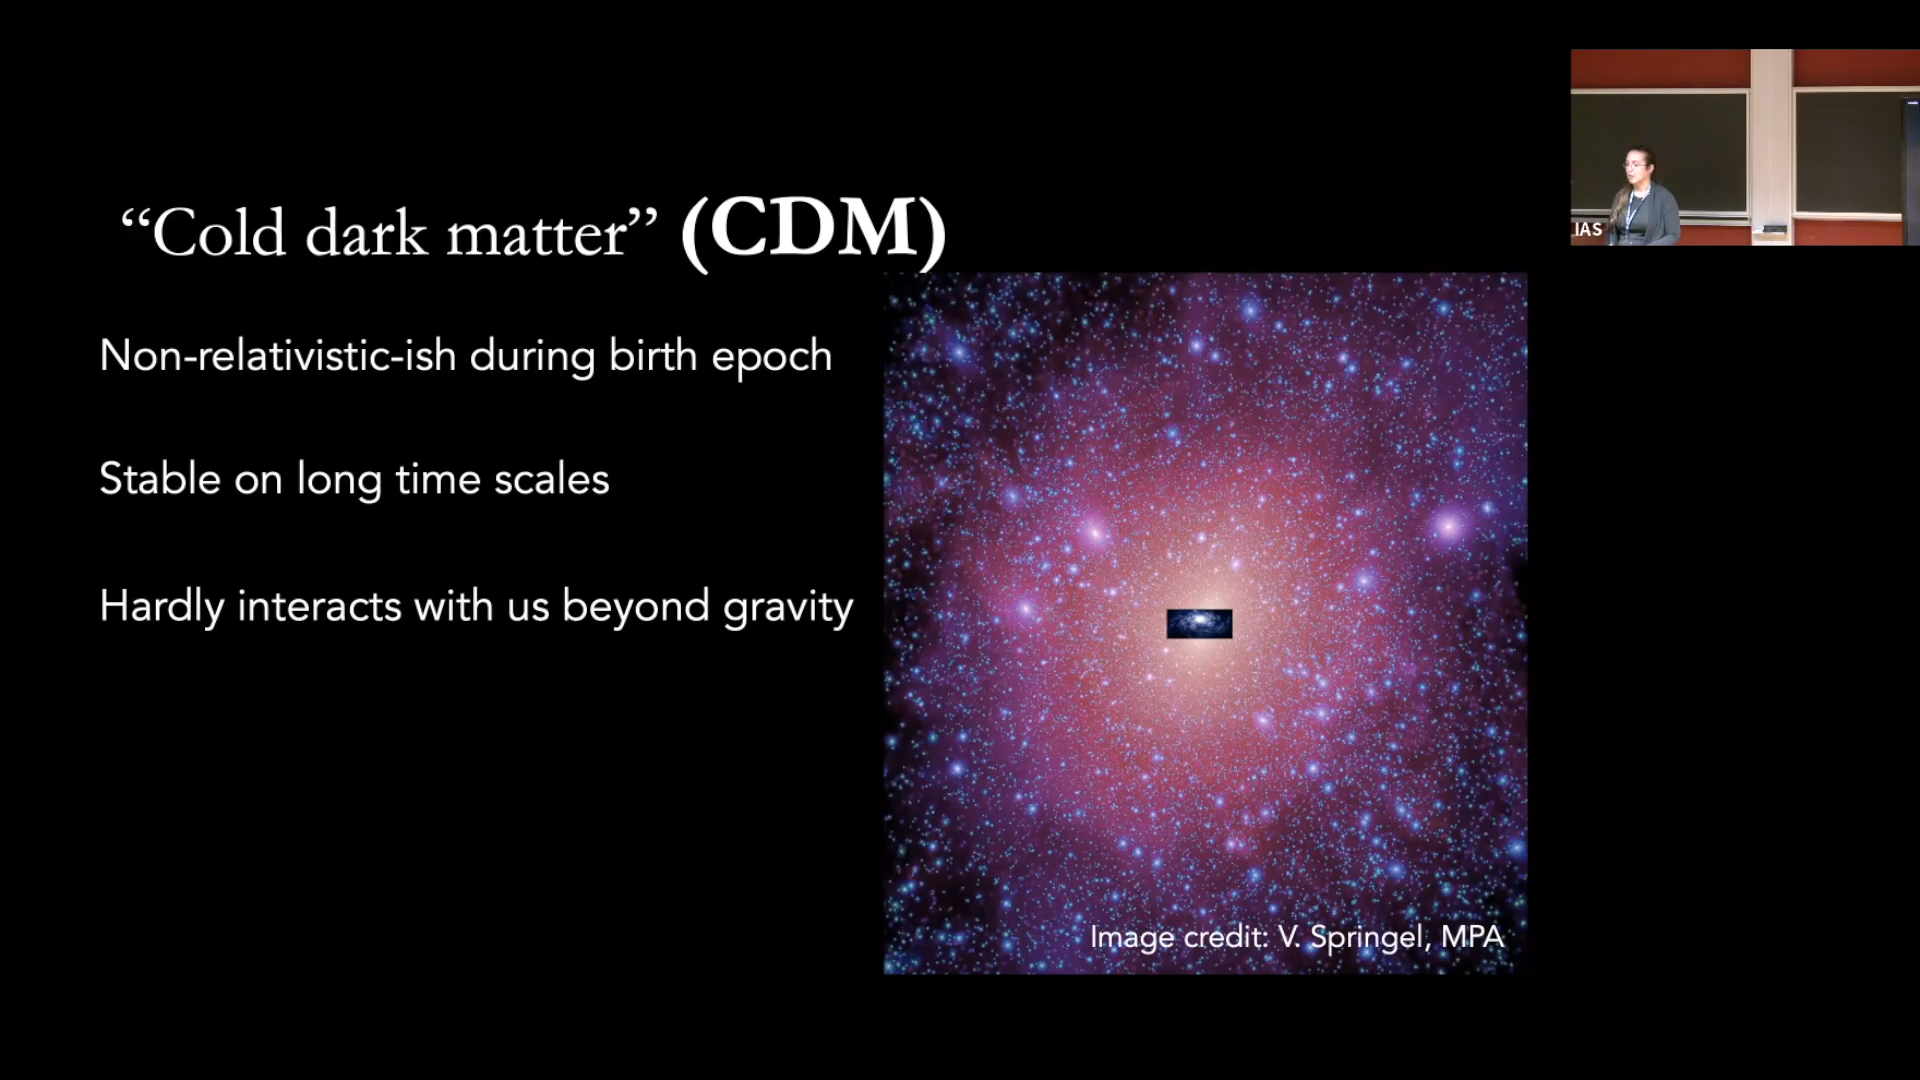 “Cold dark matter” (CDM)
Non-relativistic-ish during birth epoch
Stable on long time scales
Hardly interacts with us beyond gravity
Image credit: V. Springel, MPA
IAS